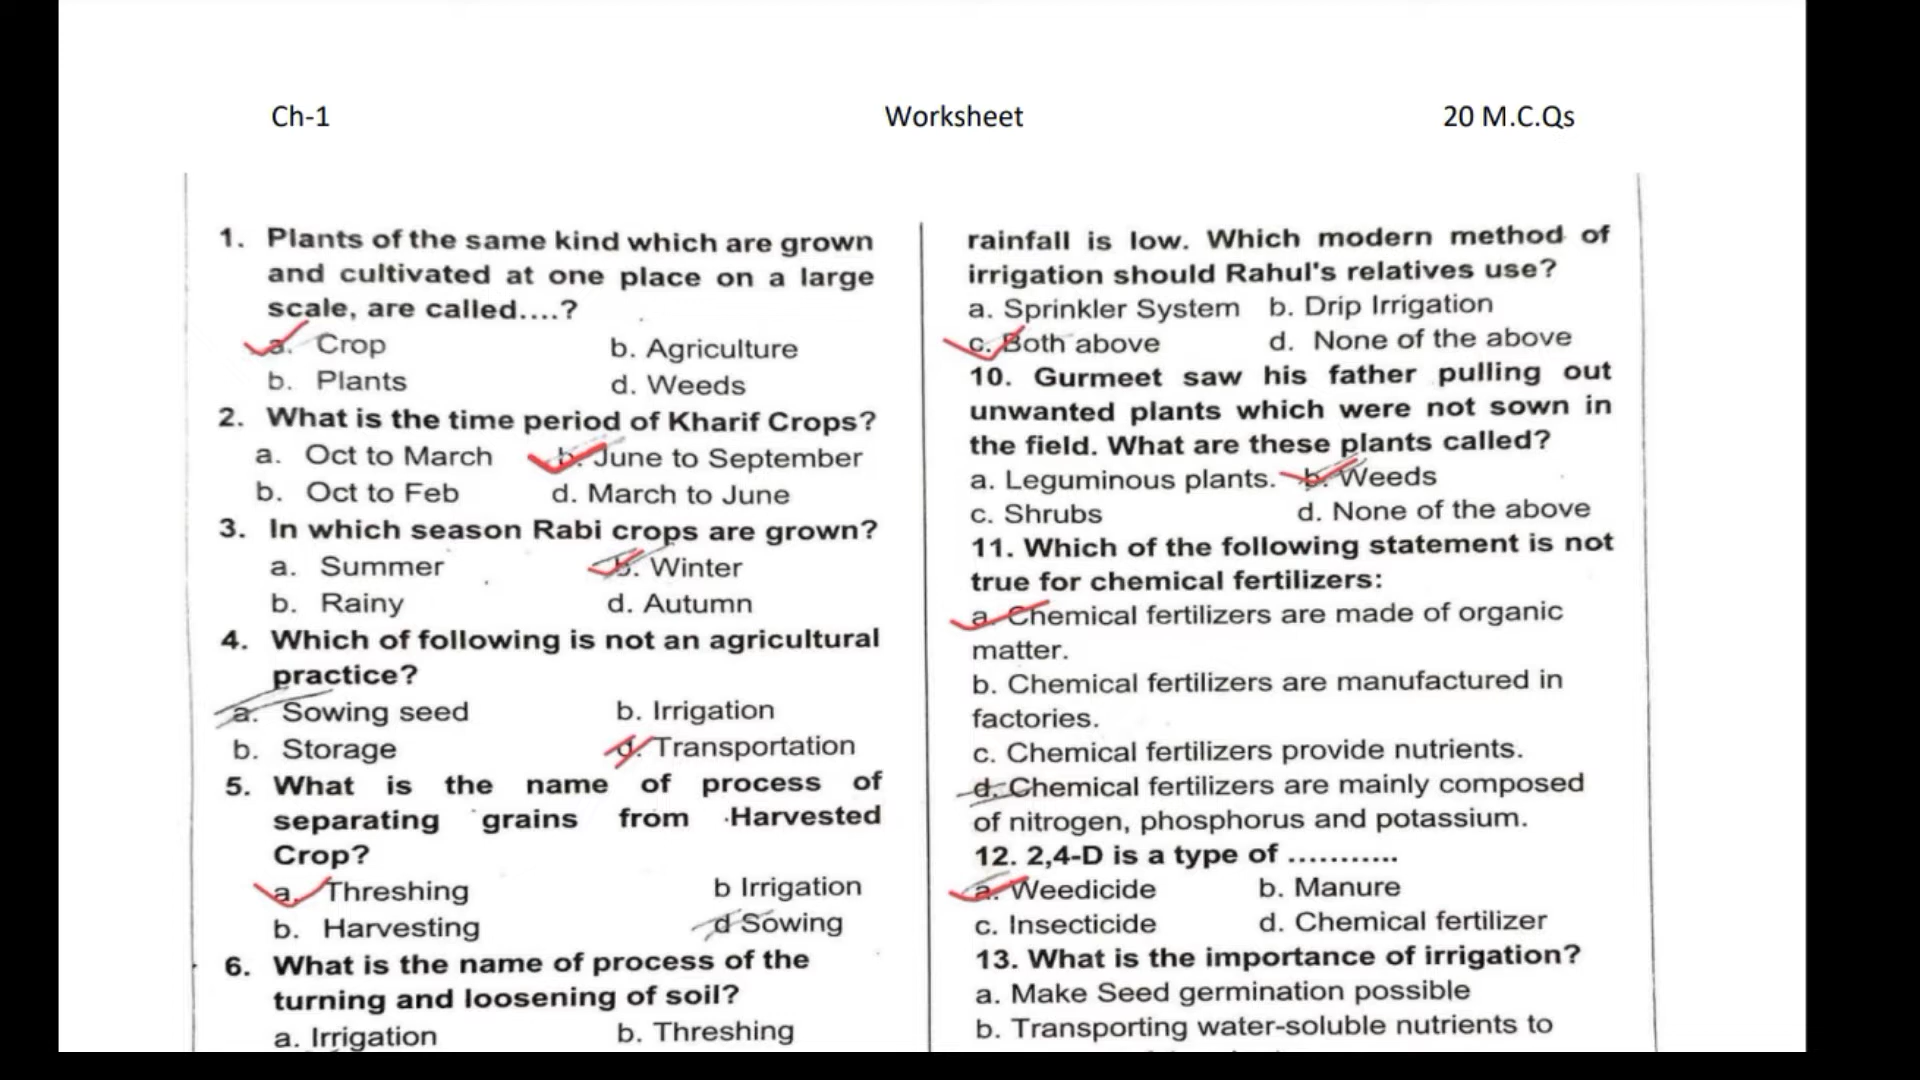 Ch-1 Worksheet 20 M.C.Qs
1. Plants of the same kind which are grown
and cultivated at one place on a large
scale, are called....?
a. Crop b. Agriculture
b. Plants d. Weeds
2. What is the time period of Kharif Crops?
a. Oct to March b. June to September
b. Oct to Feb d. March to June
3. In which season Rabi crops are grown?
a. Summer b. Winter
b. Rainy d. Autumn
4. Which of following is not an agricultural
practice?
a. Sowing seed b. Irrigation
b. Storage d. Transportation
5. What is the name of process of
separating grains from Harvested
Crop?
a. Threshing b Irrigation
b. Harvesting d Sowing
6. What is the name of process of the
turning and loosening of soil?
a. Irrigation b. Threshing
rainfall is low. Which modern method of
irrigation should Rahul's relatives use?
a. Sprinkler System b. Drip Irrigation
c. Both above d. None of the above
10. Gurmeet saw his father pulling out
unwanted plants which were not sown in
the field. What are these plants called?
a. Leguminous plants. b. Weeds
c. Shrubs d. None of the above
11. Which of the following statement is not
true for chemical fertilizers:
a. Chemical fertilizers are made of organic
matter.
b. Chemical fertilizers are manufactured in
factories.
c. Chemical fertilizers provide nutrients.
d. Chemical fertilizers are mainly composed
of nitrogen, phosphorus and potassium.
12. 2,4-D is a type of ...........
a. Weedicide b. Manure
c. Insecticide d. Chemical fertilizer
13. What is the importance of irrigation?
a. Make Seed germination possible
b. Transporting water-soluble nutrients to